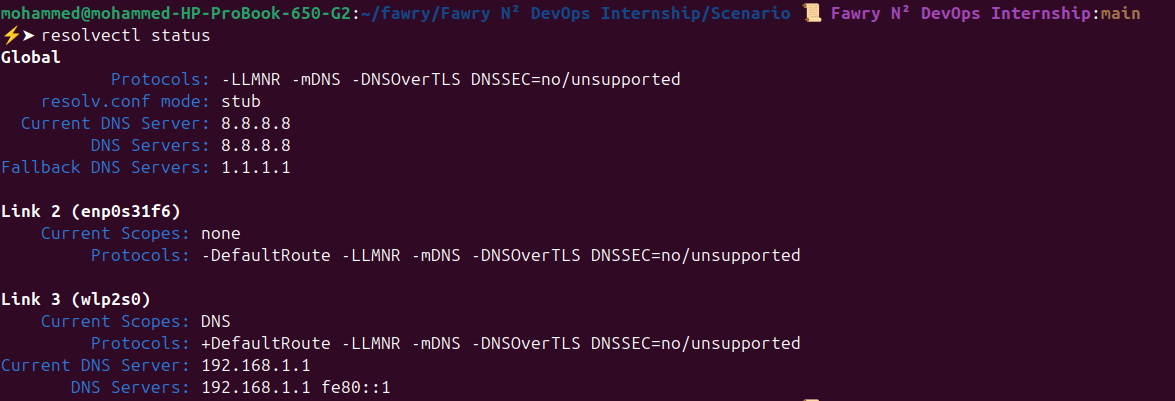 mohammed@mohammed-HP-ProBook-650-G2:~/fawry/Fawry N² DevOps Internship/Scenario 📜 Fawry N² DevOps Internship:main
⚡➤ resolvectl status
Global
Protocols: -LLMNR -mDNS -DNSOverTLS DNSSEC=no/unsupported
resolv.conf mode: stub
Current DNS Server: 8.8.8.8
DNS Servers: 8.8.8.8
Fallback DNS Servers: 1.1.1.1
Link 2 (enp0s31f6)
Current Scopes: none
Protocols: -DefaultRoute -LLMNR -mDNS -DNSOverTLS DNSSEC=no/unsupported
Link 3 (wlp2s0)
Current Scopes: DNS
Protocols: +DefaultRoute -LLMNR -mDNS -DNSOverTLS DNSSEC=no/unsupported
Current DNS Server: 192.168.1.1
DNS Servers: 192.168.1.1 fe80::1